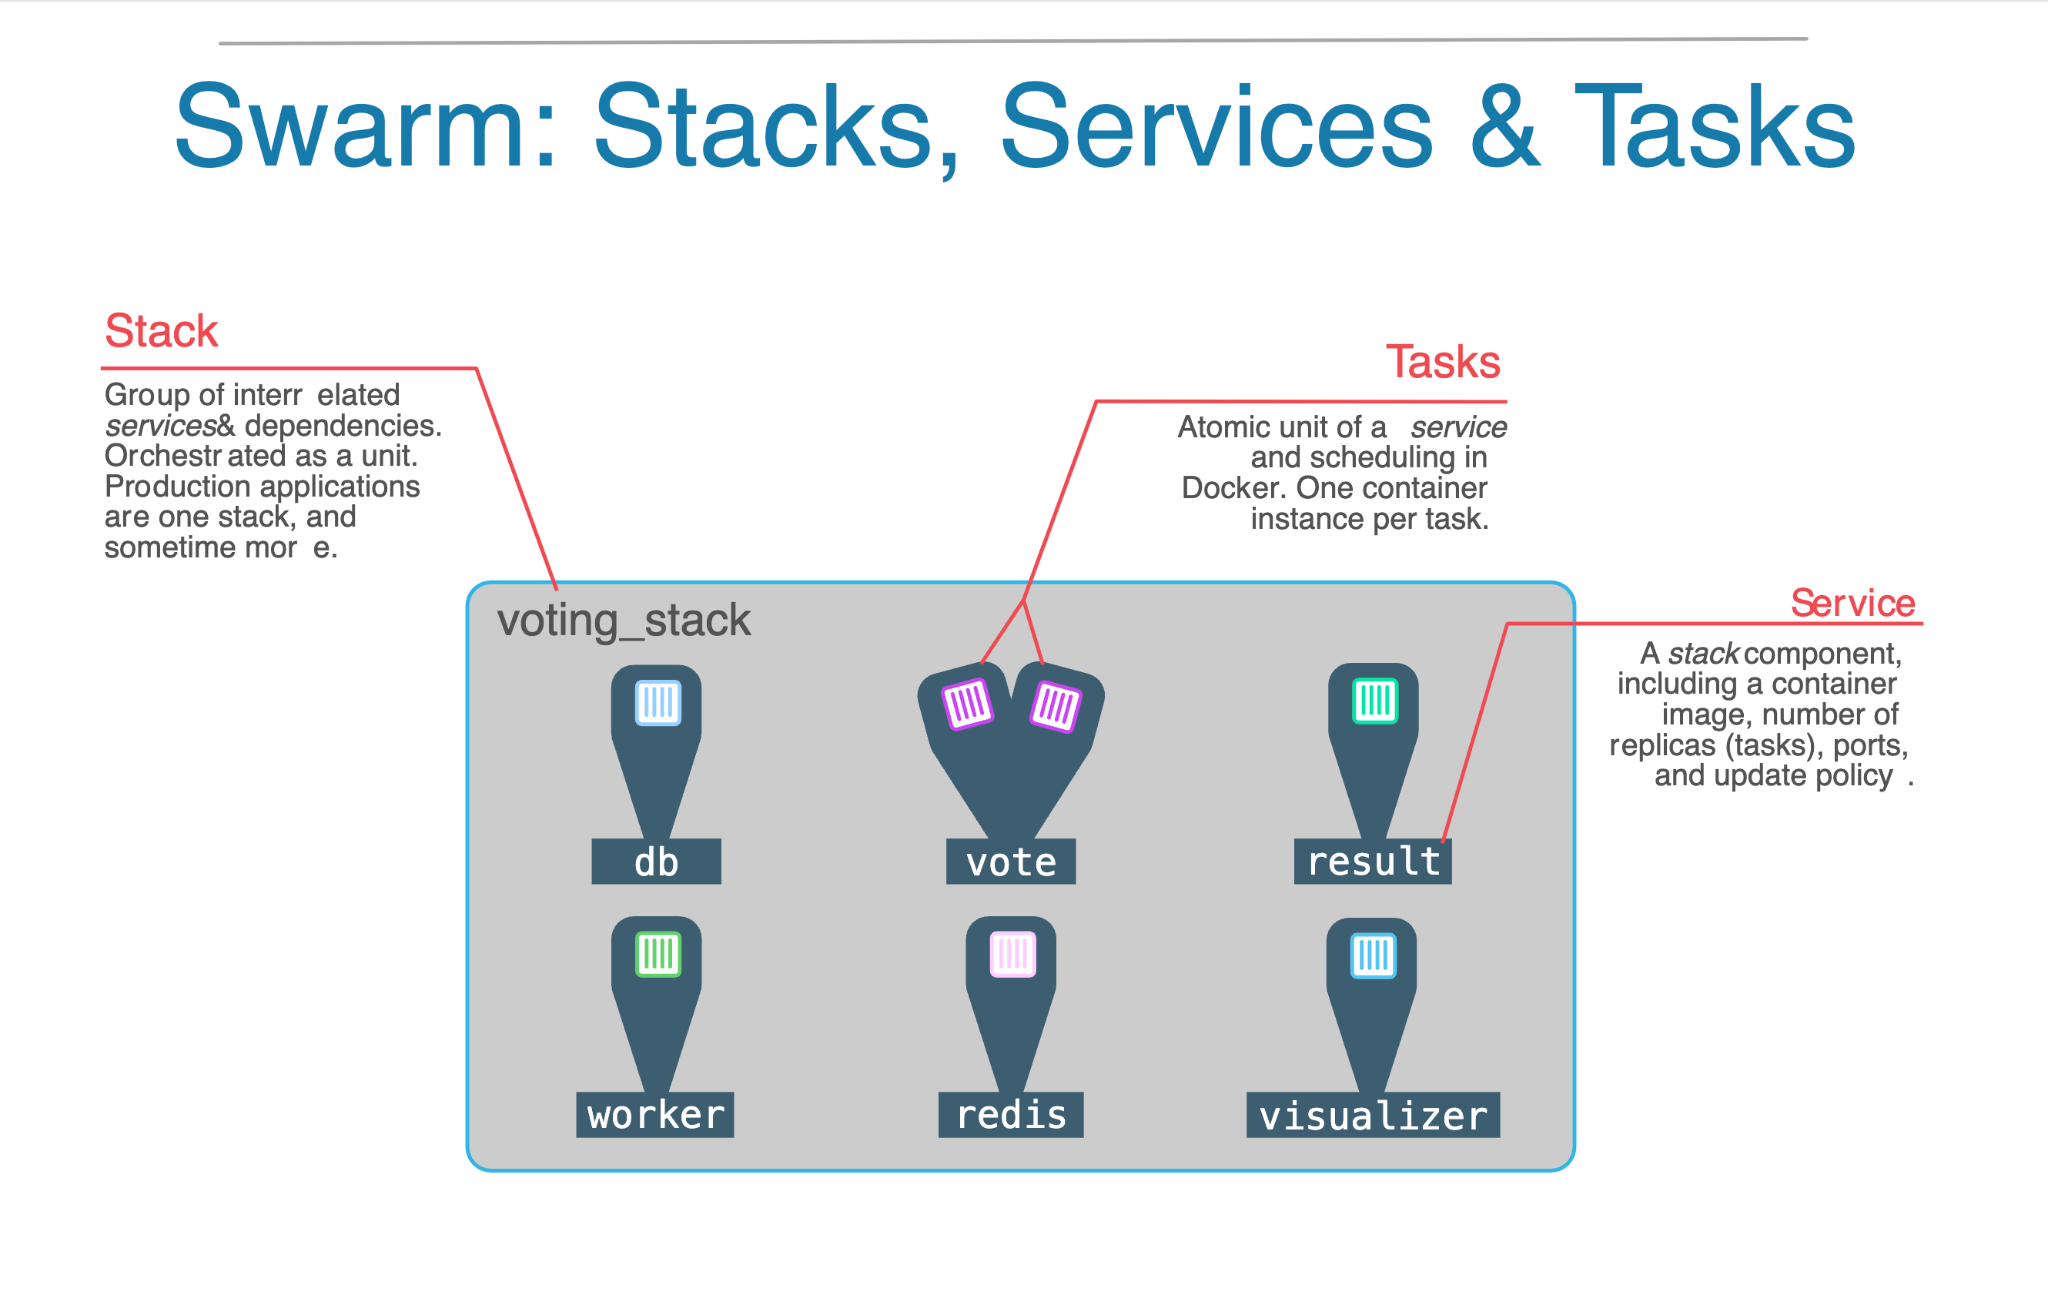 Swarm: Stacks, Services & Tasks
Stack
Group of interr elated
services& dependencies.
Orchestr ated as a unit.
Production applications
are one stack, and
sometime mor e.
Tasks
Atomic unit of a service
and scheduling in
Docker. One container
instance per task.
Service
A stack component,
including a container
image, number of
replicas (tasks), ports,
and update policy .
voting_stack
db
vote
result
worker
redis
visualizer